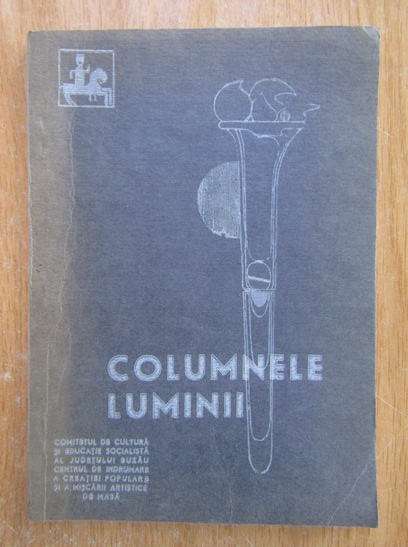 COLUMNELE
LUMINII
COMITETUL DE CULTURĂ
ȘI EDUCAȚIE SOCIALISTĂ
AL JUDEȚULUI BUZĂU
CENTRUL DE INDRUMARE
A CREAȚIEI POPULARE
ȘI A MIȘCĂRII ARTISTICE
DE MASĂ